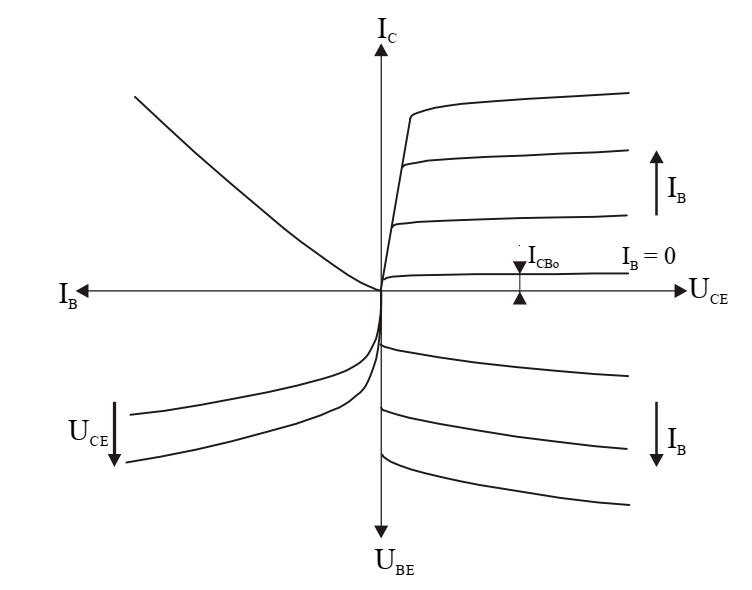 I_C
I_B
I_CBo
I_B = 0
I_B
U_CE
U_CE
I_B
U_BE